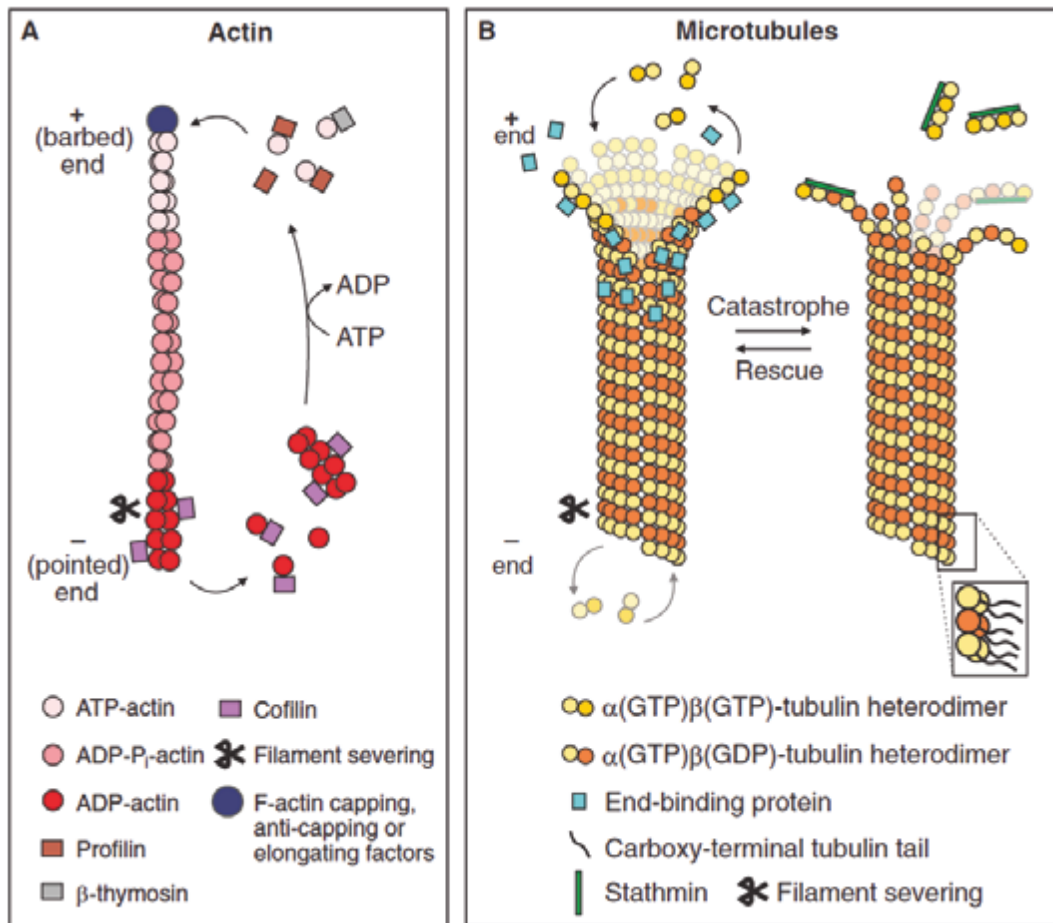 A
Actin
+
(barbed)
end
ADP
ATP
−
(pointed)
end
ATP-actin
ADP-Pᵢ-actin
ADP-actin
Profilin
β-thymosin
Cofilin
Filament severing
F-actin capping,
anti-capping or
elongating factors
B
Microtubules
+
end
Catastrophe
Rescue
−
end
α(GTP)β(GTP)-tubulin heterodimer
α(GTP)β(GDP)-tubulin heterodimer
End-binding protein
Carboxy-terminal tubulin tail
Stathmin
Filament severing